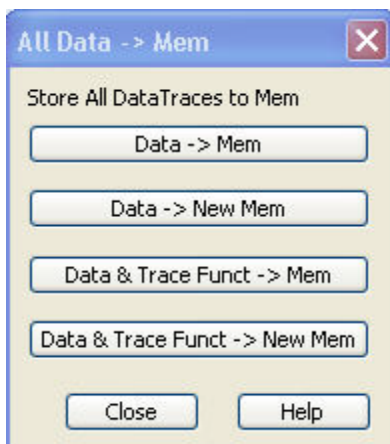 All Data -> Mem
Store All DataTraces to Mem
Data -> Mem
Data -> New Mem
Data & Trace Funct -> Mem
Data & Trace Funct -> New Mem
Close Help